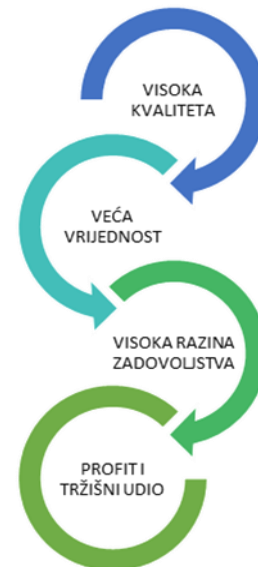 VISOKA
KVALITETA
VEĆA
VRIJEDNOST
VISOKA RAZINA
ZADOVOLJSTVA
PROFIT I
TRŽIŠNI UDIO